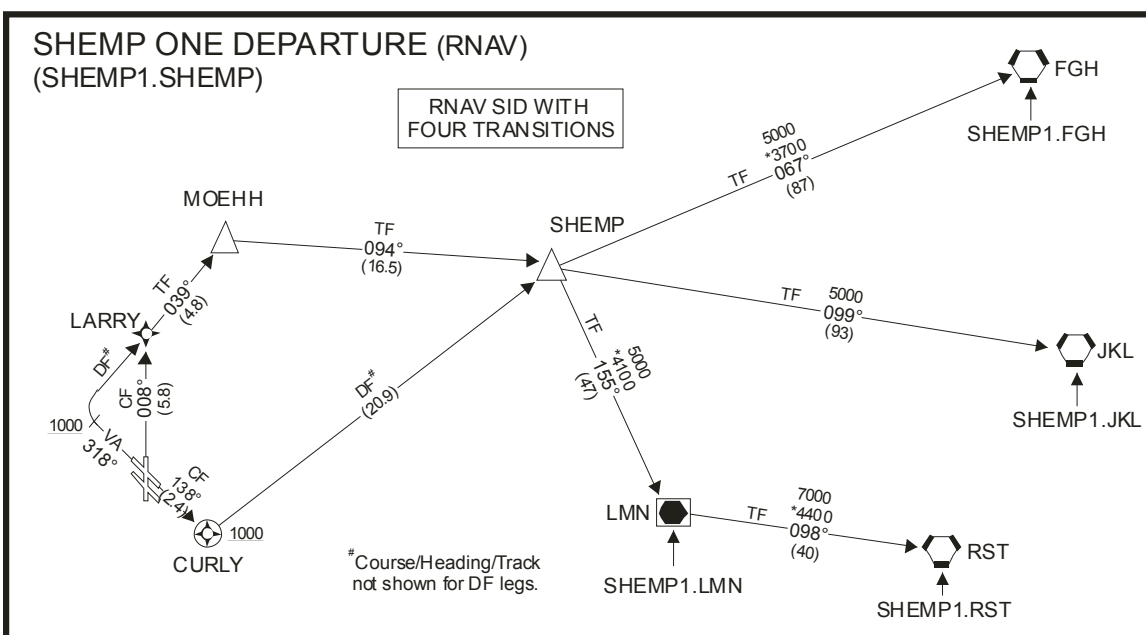 SHEMP ONE DEPARTURE (RNAV)
(SHEMP1.SHEMP)
RNAV SID WITH
FOUR TRANSITIONS
FGH
SHEMP1.FGH
5000
*3700
TF
067°
(87)
MOEHH
SHEMP
TF
094°
(16.5)
TF
039°
(4.8)
LARRY
TF
5000
099°
(93)
JKL
SHEMP1.JKL
DF#
CF
008°
(5.8)
DF#
(20.9)
TF
5000
*4100
155°
(47)
1000
VA
318°
CF
138°
(2.4)
CURLY
1000
#Course/Heading/Track
not shown for DF legs.
LMN
SHEMP1.LMN
7000
*4400
TF
098°
(40)
RST
SHEMP1.RST